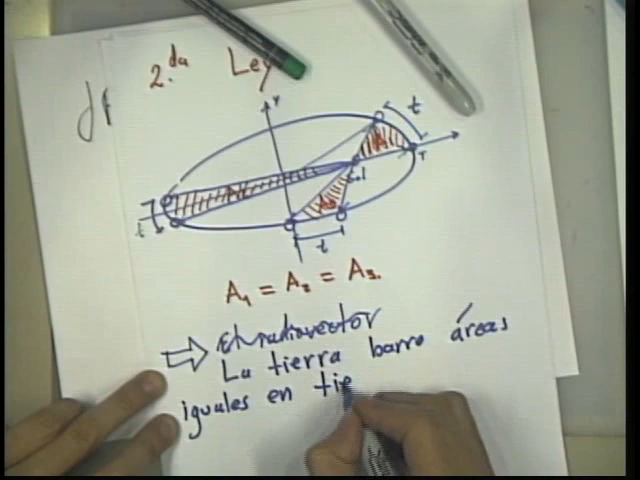 2.da Ley
Y
t
A1
T
A2
A3
t
t
A1 = A2 = A3.
⇒ El radiovector
La tierra barre áreas
iguales en tie